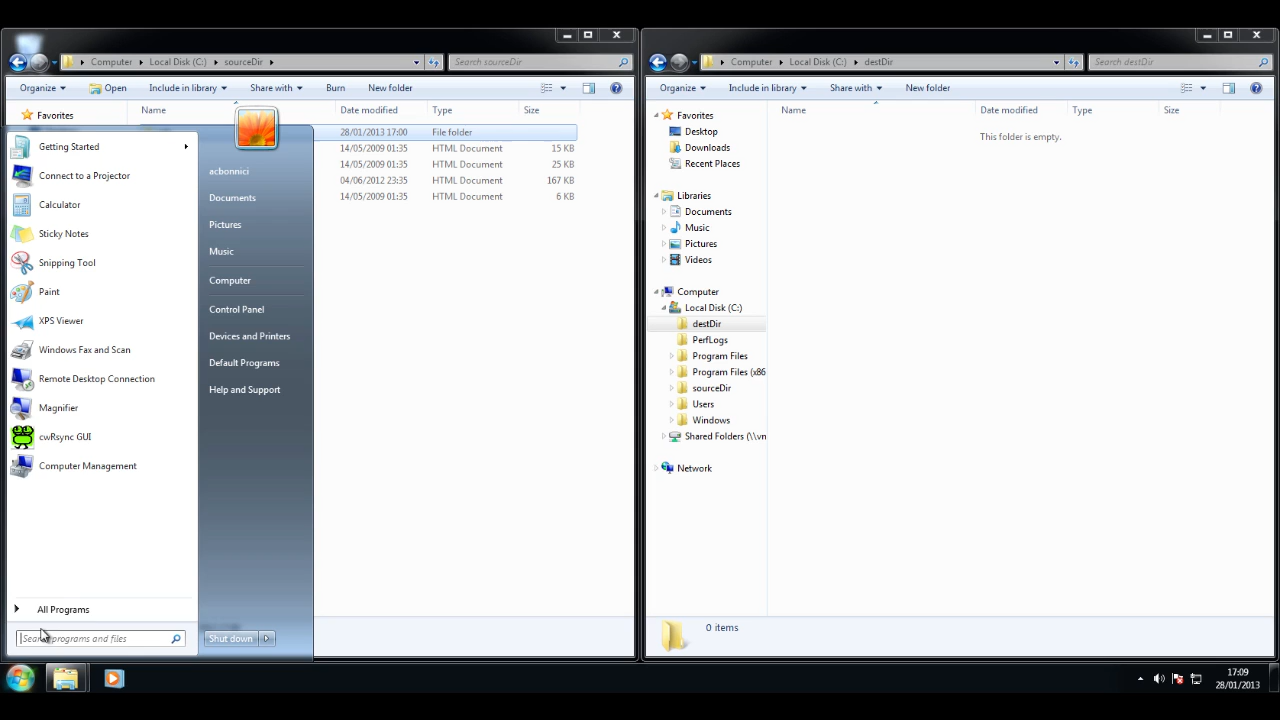 Computer Local Disk (C:) sourceDir
Search sourceDir
Organize Open Include in library Share with Burn New folder
Favorites
Name Date modified Type Size
28/01/2013 17:00 File folder
14/05/2009 01:35 HTML Document 15 KB
14/05/2009 01:35 HTML Document 25 KB
04/06/2012 23:35 HTML Document 167 KB
14/05/2009 01:35 HTML Document 6 KB
Getting Started
Connect to a Projector
Calculator
Sticky Notes
Snipping Tool
Paint
XPS Viewer
Windows Fax and Scan
Remote Desktop Connection
Magnifier
cwRsync GUI
Computer Management
All Programs
Search programs and files
acbonnici
Documents
Pictures
Music
Computer
Control Panel
Devices and Printers
Default Programs
Help and Support
Shut down
Computer Local Disk (C:) destDir
Search destDir
Organize Include in library Share with New folder
Name Date modified Type Size
This folder is empty.
Favorites
Desktop
Downloads
Recent Places
Libraries
Documents
Music
Pictures
Videos
Computer
Local Disk (C:)
destDir
PerfLogs
Program Files
Program Files (x86
sourceDir
Users
Windows
Shared Folders (\\vn
Network
0 items
17:09
28/01/2013